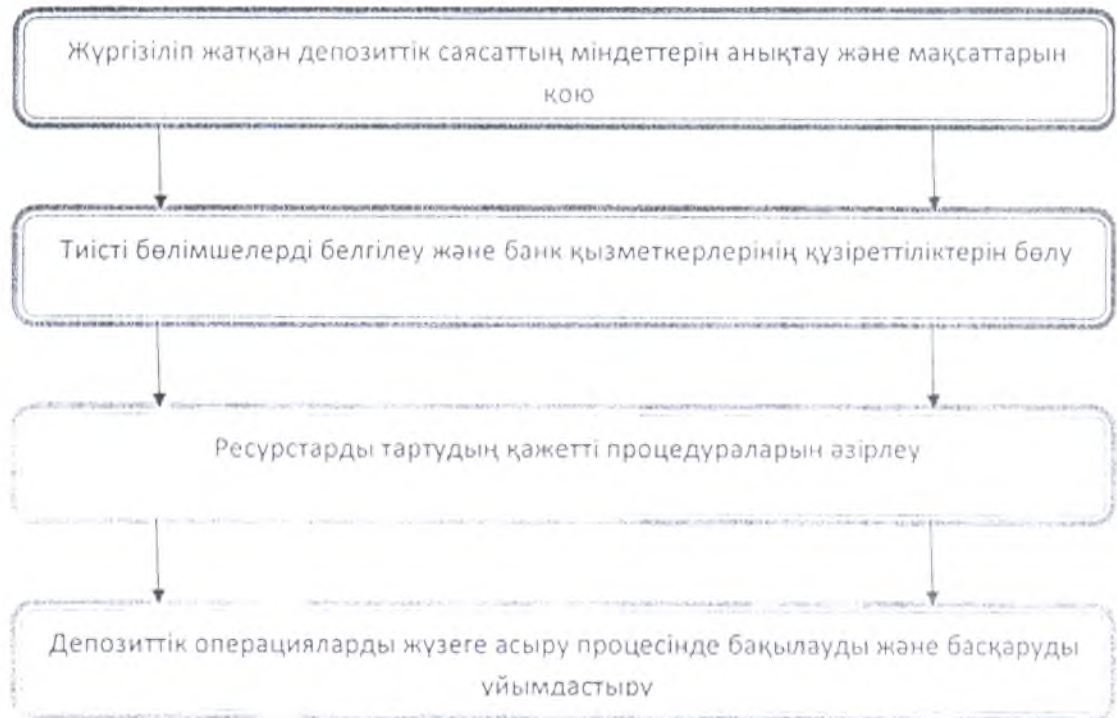 Жүргізіліп жатқан депозиттік саясаттың міндеттерін анықтау және мақсаттарын
қою
Тиісті бөлімшелерді белгілеу және банк қызметкерлерінің құзіреттіліктерін бөлу
Ресурстарды тартудың қажетті процедураларын әзірлеу
Депозиттік операцияларды жүзеге асыру процесінде бақылауды және басқаруды
ұйымдастыру